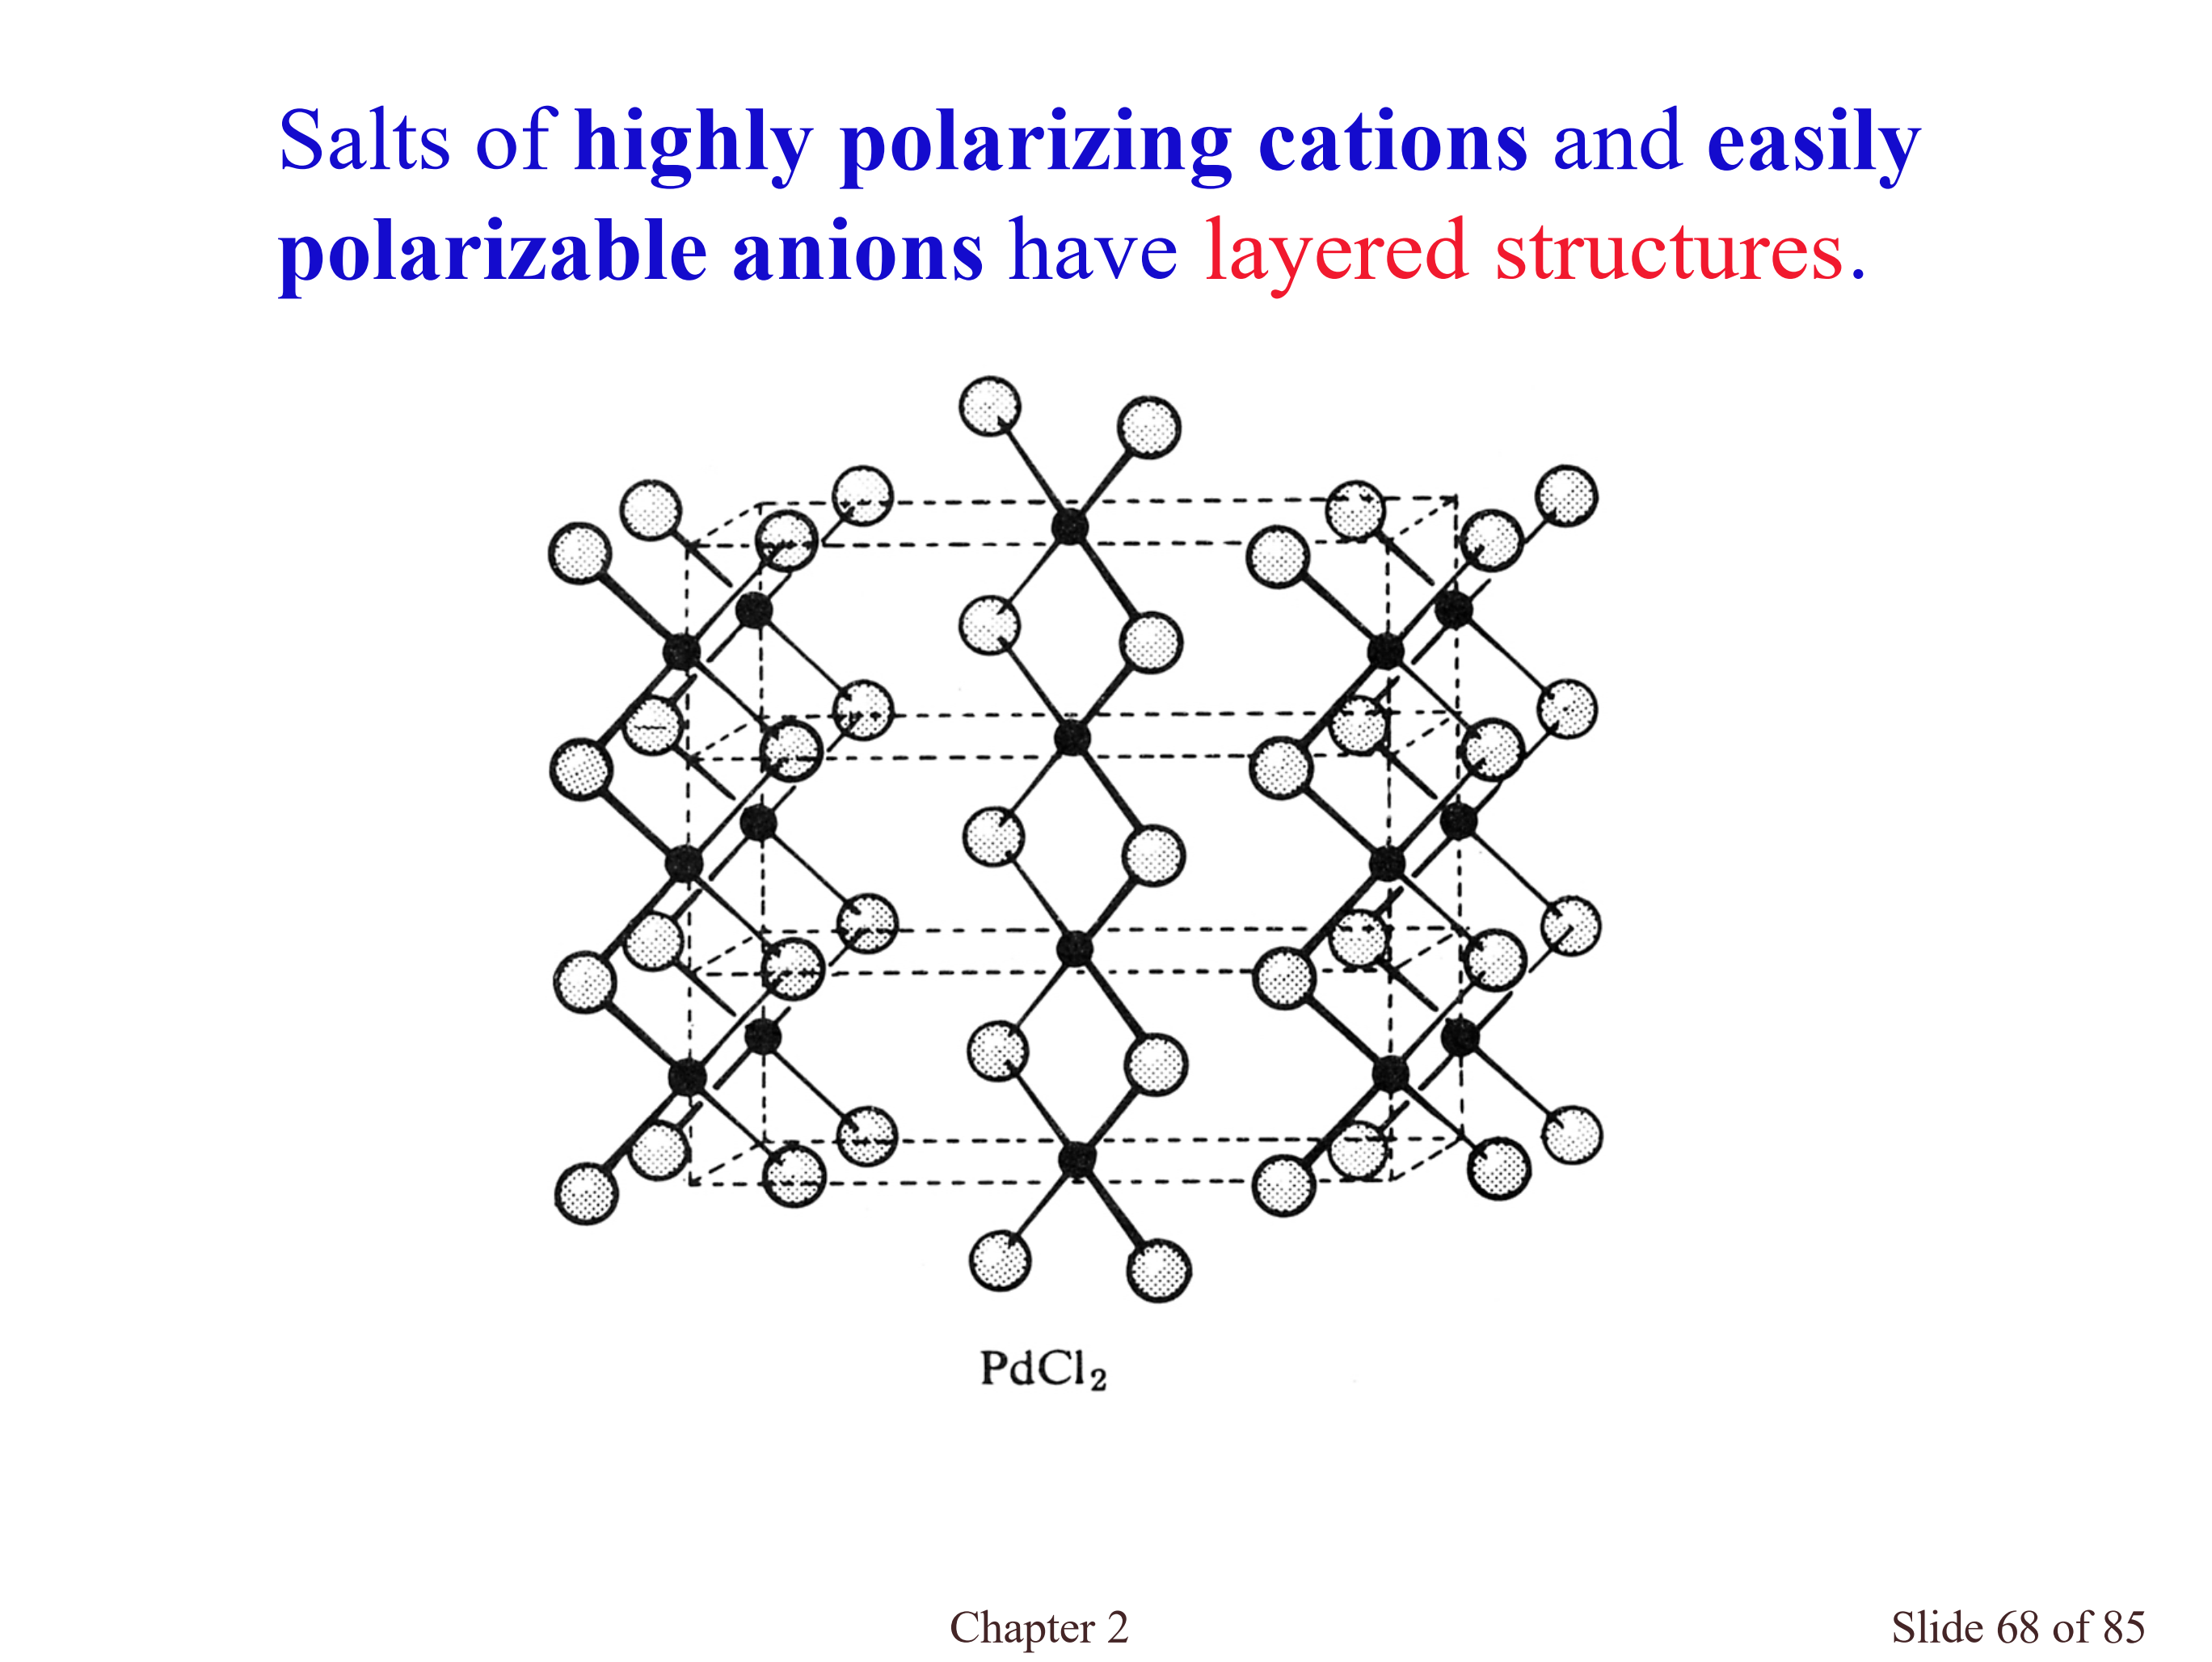 Salts of highly polarizing cations and easily
polarizable anions have layered structures.
PdCl₂
Chapter 2
Slide 68 of 85